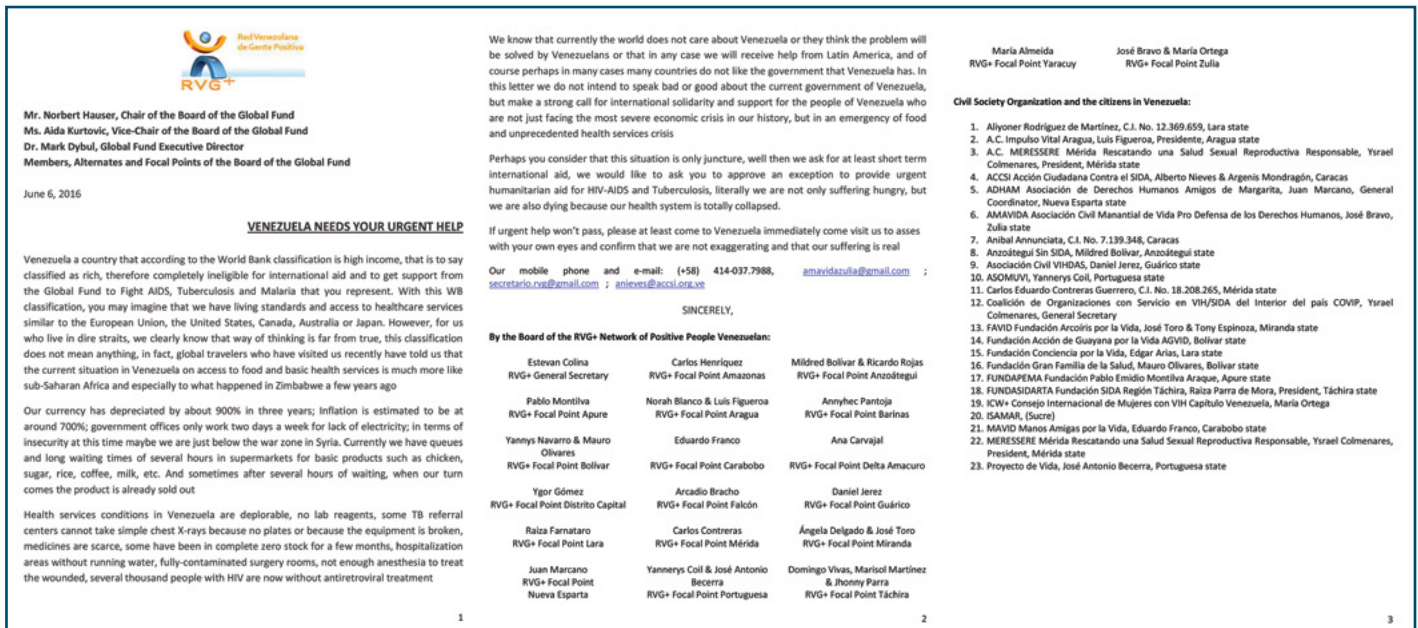 Red Venezolana
de Gente Positiva
RVG+
Mr. Norbert Hauser, Chair of the Board of the Global Fund
Ms. Aida Kurtovic, Vice-Chair of the Board of the Global Fund
Dr. Mark Dybul, Global Fund Executive Director
Members, Alternates and Focal Points of the Board of the Global Fund
June 6, 2016
VENEZUELA NEEDS YOUR URGENT HELP
Venezuela a country that according to the World Bank classification is high income, that is to say
classified as rich, therefore completely ineligible for international aid and to get support from
the Global Fund to Fight AIDS, Tuberculosis and Malaria that you represent. With this WB
classification, you may imagine that we have living standards and access to healthcare services
similar to the European Union, the United States, Canada, Australia or Japan. However, for us
who live in dire straits, we clearly know that way of thinking is far from true, this classification
does not mean anything, in fact, global travelers who have visited us recently have told us that
the current situation in Venezuela on access to food and basic health services is much more like
sub-Saharan Africa and especially to what happened in Zimbabwe a few years ago
Our currency has depreciated by about 900% in three years; Inflation is estimated to be at
around 700%; government offices only work two days a week for lack of electricity; in terms of
insecurity at this time maybe we are just below the war zone in Syria. Currently we have queues
and long waiting times of several hours in supermarkets for basic products such as chicken,
sugar, rice, coffee, milk, etc. And sometimes after several hours of waiting, when our turn
comes the product is already sold out
Health services conditions in Venezuela are deplorable, no lab reagents, some TB referral
centers cannot take simple chest X-rays because no plates or because the equipment is broken,
medicines are scarce, some have been in complete zero stock for a few months, hospitalization
areas without running water, fully-contaminated surgery rooms, not enough anesthesia to treat
the wounded, several thousand people with HIV are now without antiretroviral treatment
1
We know that currently the world does not care about Venezuela or they think the problem will
be solved by Venezuelans or that in any case we will receive help from Latin America, and of
course perhaps in many cases many countries do not like the government that Venezuela has. In
this letter we do not intend to speak bad or good about the current government of Venezuela,
but make a strong call for international solidarity and support for the people of Venezuela who
are not just facing the most severe economic crisis in our history, but in an emergency of food
and unprecedented health services crisis
Perhaps you consider that this situation is only juncture, well then we ask for at least short term
international aid, we would like to ask you to approve an exception to provide urgent
humanitarian aid for HIV-AIDS and Tuberculosis, literally we are not only suffering hungry, but
we are also dying because our health system is totally collapsed.
If urgent help won't pass, please at least come to Venezuela immediately come visit us to asses
with your own eyes and confirm that we are not exaggerating and that our suffering is real
Our mobile phone and e-mail: (+58) 414-037.7988, amavidazulia@gmail.com ;
secretario.rvg@gmail.com ; anieves@accsi.org.ve
SINCERELY,
By the Board of the RVG+ Network of Positive People Venezuelan:
Estevan Colina Carlos Henriquez Mildred Bolívar & Ricardo Rojas
RVG+ General Secretary RVG+ Focal Point Amazonas RVG+ Focal Point Anzoátegui
Pablo Montilva Norah Blanco & Luis Figueroa Annyhec Pantoja
RVG+ Focal Point Apure RVG+ Focal Point Aragua RVG+ Focal Point Barinas
Yannys Navarro & Mauro Eduardo Franco Ana Carvajal
Olivares
RVG+ Focal Point Bolívar RVG+ Focal Point Carabobo RVG+ Focal Point Delta Amacuro
Ygor Gómez Arcadio Bracho Daniel Jerez
RVG+ Focal Point Distrito Capital RVG+ Focal Point Falcón RVG+ Focal Point Guárico
Raiza Farnataro Carlos Contreras Ángela Delgado & José Toro
RVG+ Focal Point Lara RVG+ Focal Point Mérida RVG+ Focal Point Miranda
Juan Marcano Yannerys Coil & José Antonio Domingo Vivas, Marisol Martínez
RVG+ Focal Point Becerra & Jhonny Parra
Nueva Esparta RVG+ Focal Point Portuguesa RVG+ Focal Point Táchira
2
María Almeida José Bravo & María Ortega
RVG+ Focal Point Yaracuy RVG+ Focal Point Zulia
Civil Society Organization and the citizens in Venezuela:
1. Aliyoner Rodríguez de Martínez, C.I. No. 12.369.659, Lara state
2. A.C. Impulso Vital Aragua, Luis Figueroa, Presidente, Aragua state
3. A.C. MERESSERE Mérida Rescatando una Salud Sexual Reproductiva Responsable, Ysrael
Colmenares, President, Mérida state
4. ACCSI Acción Ciudadana Contra el SIDA, Alberto Nieves & Argenis Mondragón, Caracas
5. ADHAM Asociación de Derechos Humanos Amigos de Margarita, Juan Marcano, General
Coordinator, Nueva Esparta state
6. AMAVIDA Asociación Civil Manantial de Vida Pro Defensa de los Derechos Humanos, José Bravo,
Zulia state
7. Anibal Annunciata, C.I. No. 7.139.348, Caracas
8. Anzoátegui Sin SIDA, Mildred Bolívar, Anzoátegui state
9. Asociación Civil VIHDAS, Daniel Jerez, Guárico state
10. ASOMUVI, Yannerys Coil, Portuguesa state
11. Carlos Eduardo Contreras Guerrero, C.I. No. 18.208.265, Mérida state
12. Coalición de Organizaciones con Servicio en VIH/SIDA del Interior del país COVIP, Ysrael
Colmenares, General Secretary
13. FAVID Fundación Arcoíris por la Vida, José Toro & Tony Espinoza, Miranda state
14. Fundación Acción de Guayana por la Vida AGVID, Bolívar state
15. Fundación Conciencia por la Vida, Edgar Arias, Lara state
16. Fundación Gran Familia de la Salud, Mauro Olivares, Bolívar state
17. FUNDAPEMA Fundación Pablo Emidio Montilva Araque, Apure state
18. FUNDASIDARTA Fundación SIDA Región Táchira, Raiza Parra de Mora, President, Táchira state
19. ICW+ Consejo Internacional de Mujeres con VIH Capítulo Venezuela, María Ortega
20. ISAMAR, (Sucre)
21. MAVID Manos Amigas por la Vida, Eduardo Franco, Carabobo state
22. MERESSERE Mérida Rescatando una Salud Sexual Reproductiva Responsable, Ysrael Colmenares,
President, Mérida state
23. Proyecto de Vida, José Antonio Becerra, Portuguesa state
3